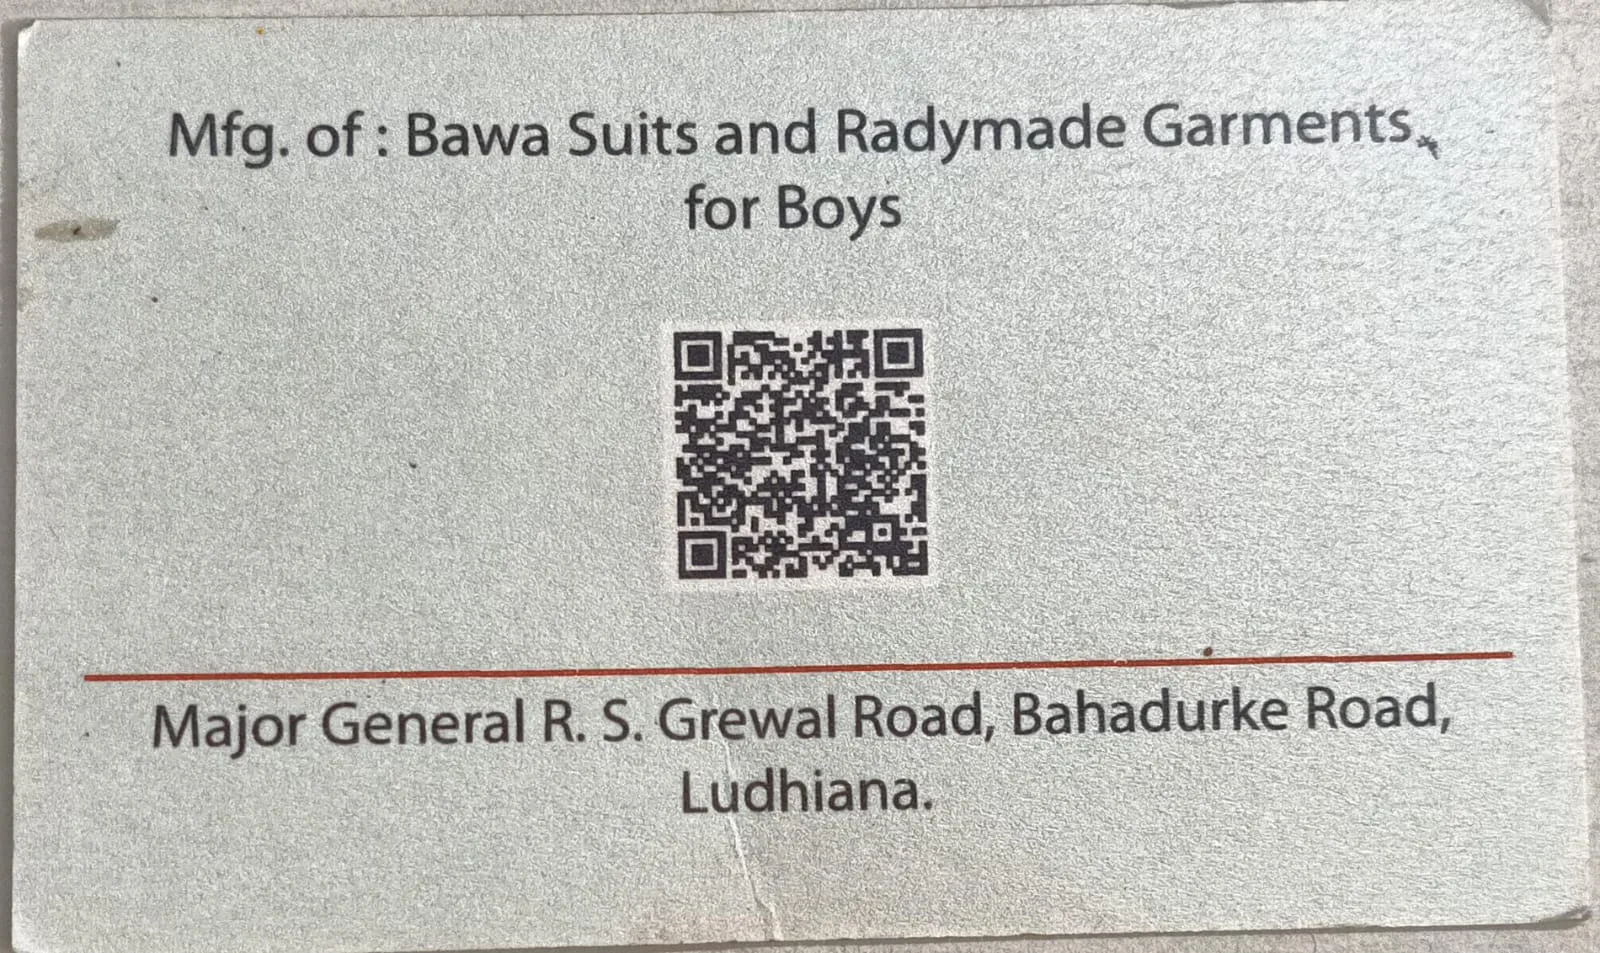 Mfg. of : Bawa Suits and Radymade Garments
for Boys
Major General R. S. Grewal Road, Bahadurke Road,
Ludhiana.